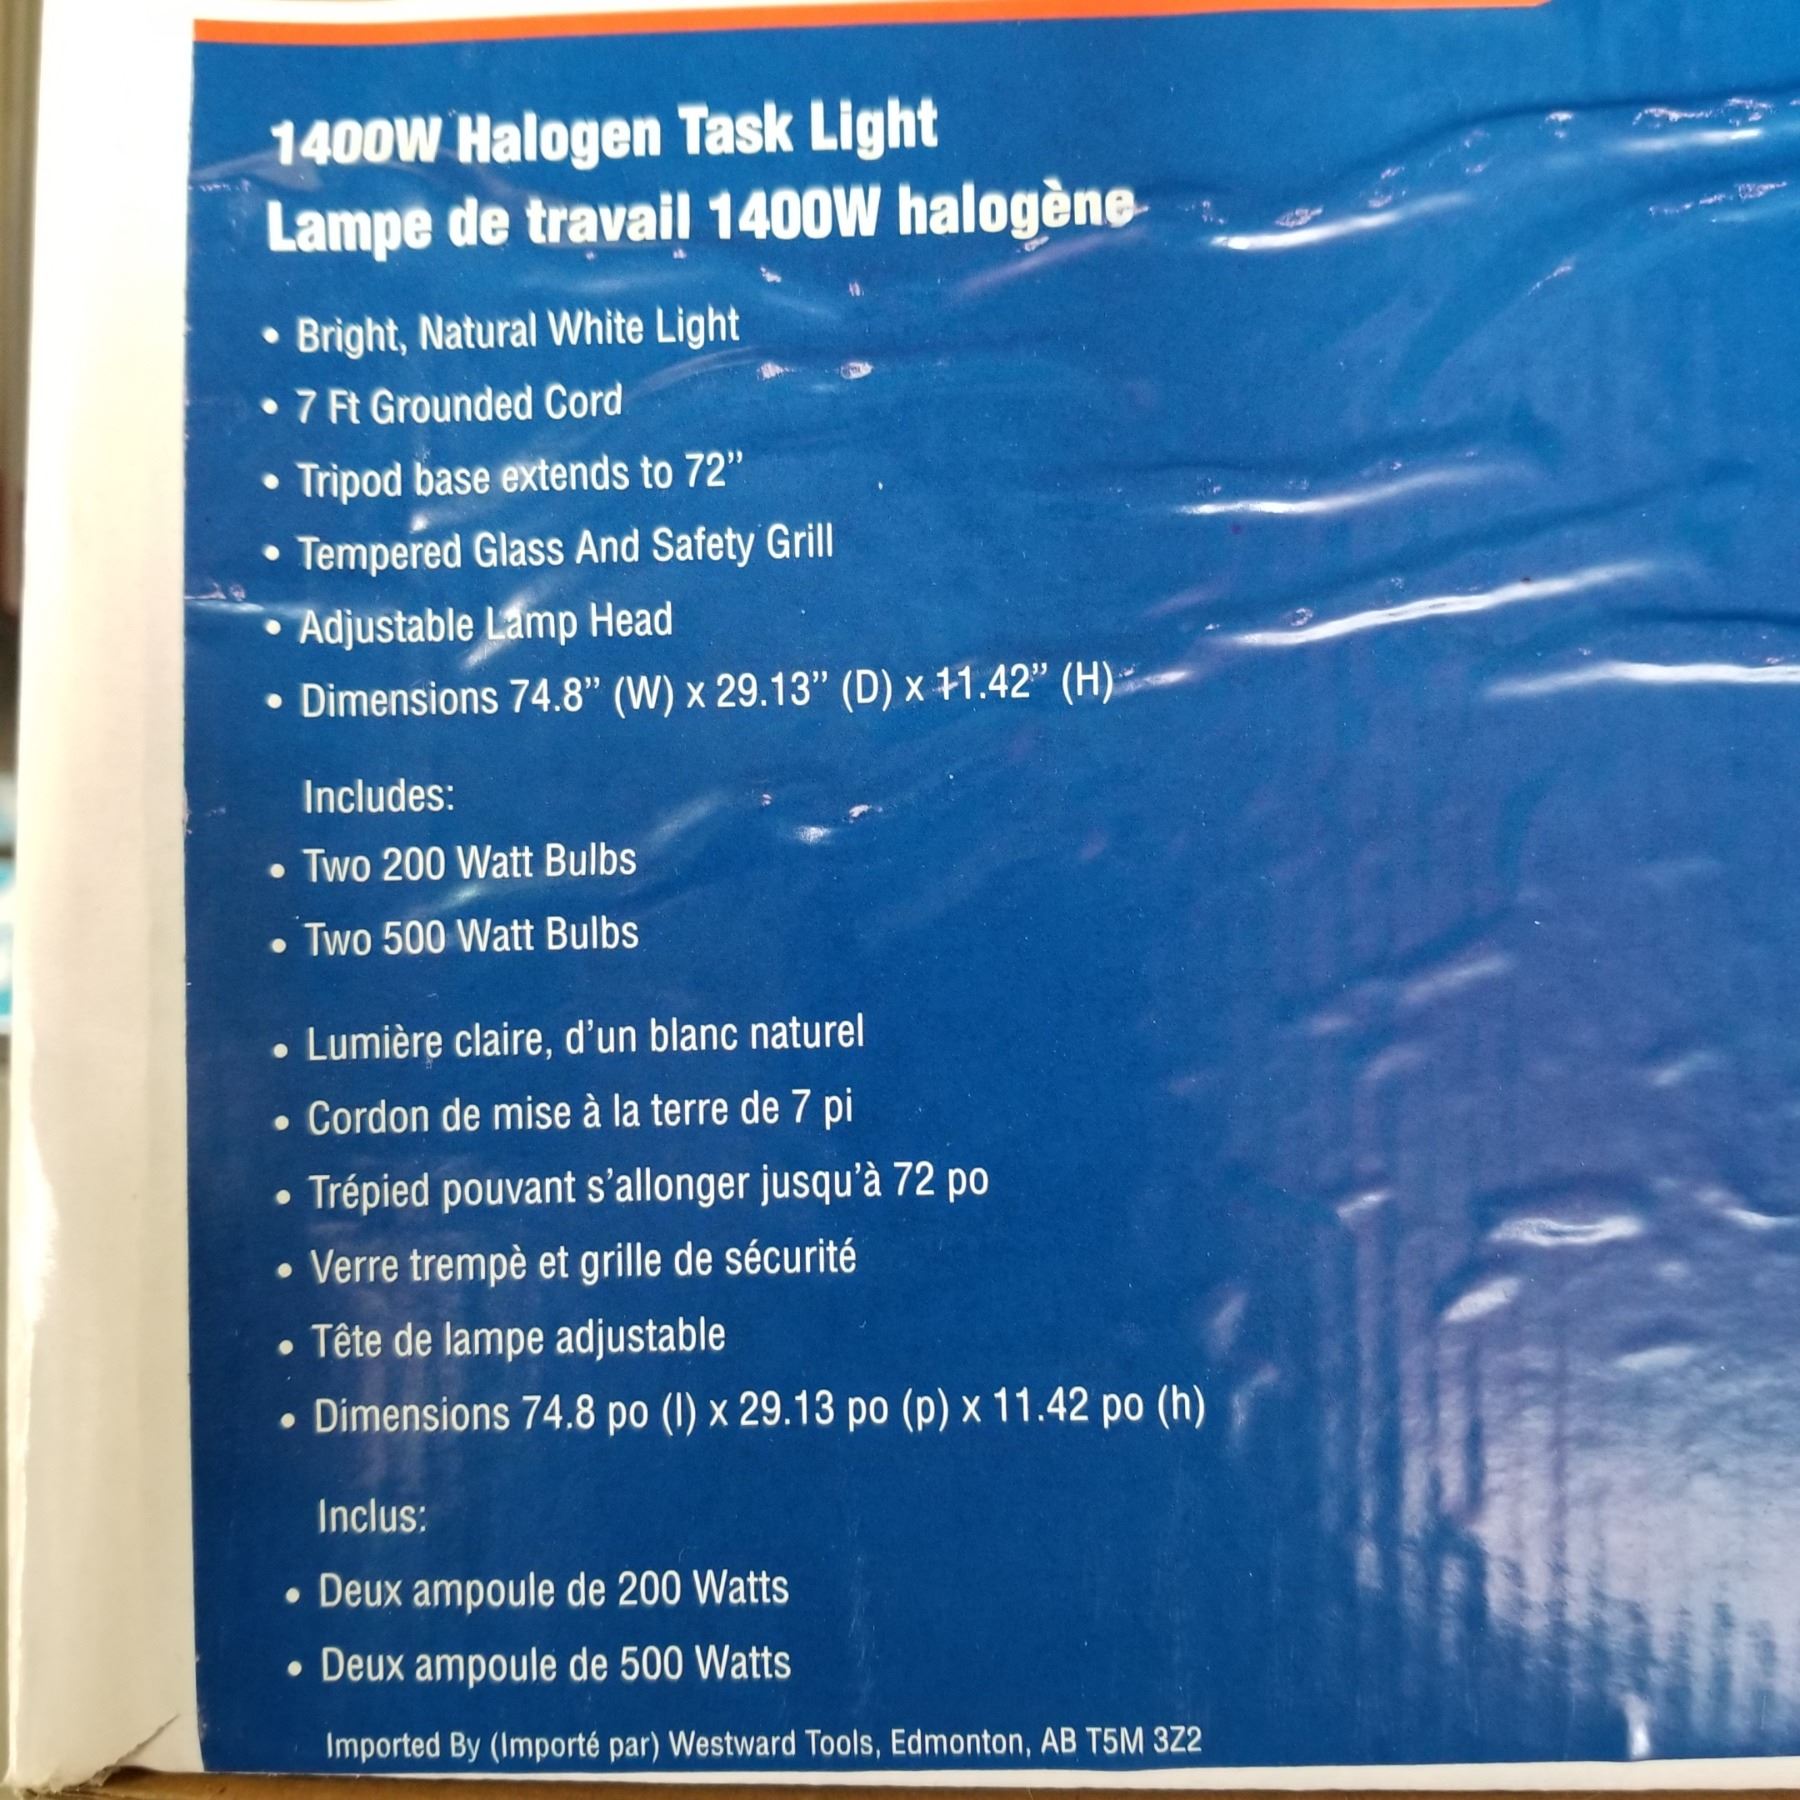 1400W Halogen Task Light
Lampe de travail 1400W halogène
• Bright, Natural White Light
• 7 Ft Grounded Cord
• Tripod base extends to 72”
• Tempered Glass And Safety Grill
• Adjustable Lamp Head
• Dimensions 74.8” (W) x 29.13” (D) x 11.42” (H)
Includes:
• Two 200 Watt Bulbs
• Two 500 Watt Bulbs
• Lumière claire, d’un blanc naturel
• Cordon de mise à la terre de 7 pi
• Trépied pouvant s’allonger jusqu’à 72 po
• Verre trempè et grille de sécurité
• Tête de lampe adjustable
• Dimensions 74.8 po (l) x 29.13 po (p) x 11.42 po (h)
Inclus:
• Deux ampoule de 200 Watts
• Deux ampoule de 500 Watts
Imported By (Importé par) Westward Tools, Edmonton, AB T5M 3Z2